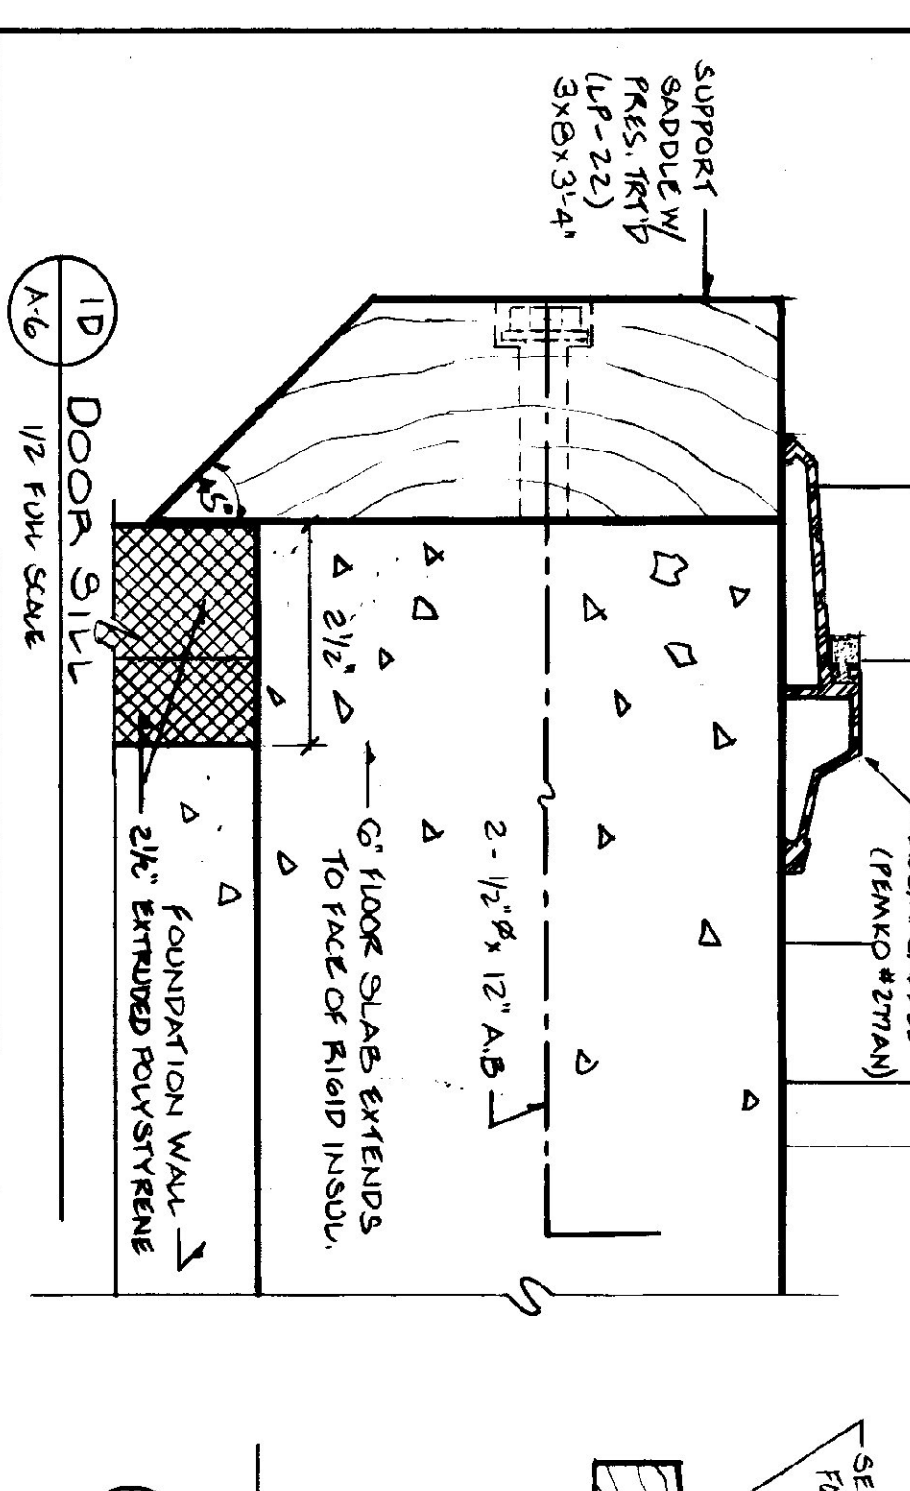 SUPPORT
SADDLE W/
PRES. TRT'D
(LP-22)
3x8x3'-4"
(PEMKO #277AN)
45°
2 1/2"
2 - 1/2"ø x 12" A.B
6" FLOOR SLAB EXTENDS
TO FACE OF RIGID INSUL.
FOUNDATION WALL
2 1/2" EXTRUDED POLYSTYRENE
1D
A-6
DOOR SILL
1/2 FULL SCALE